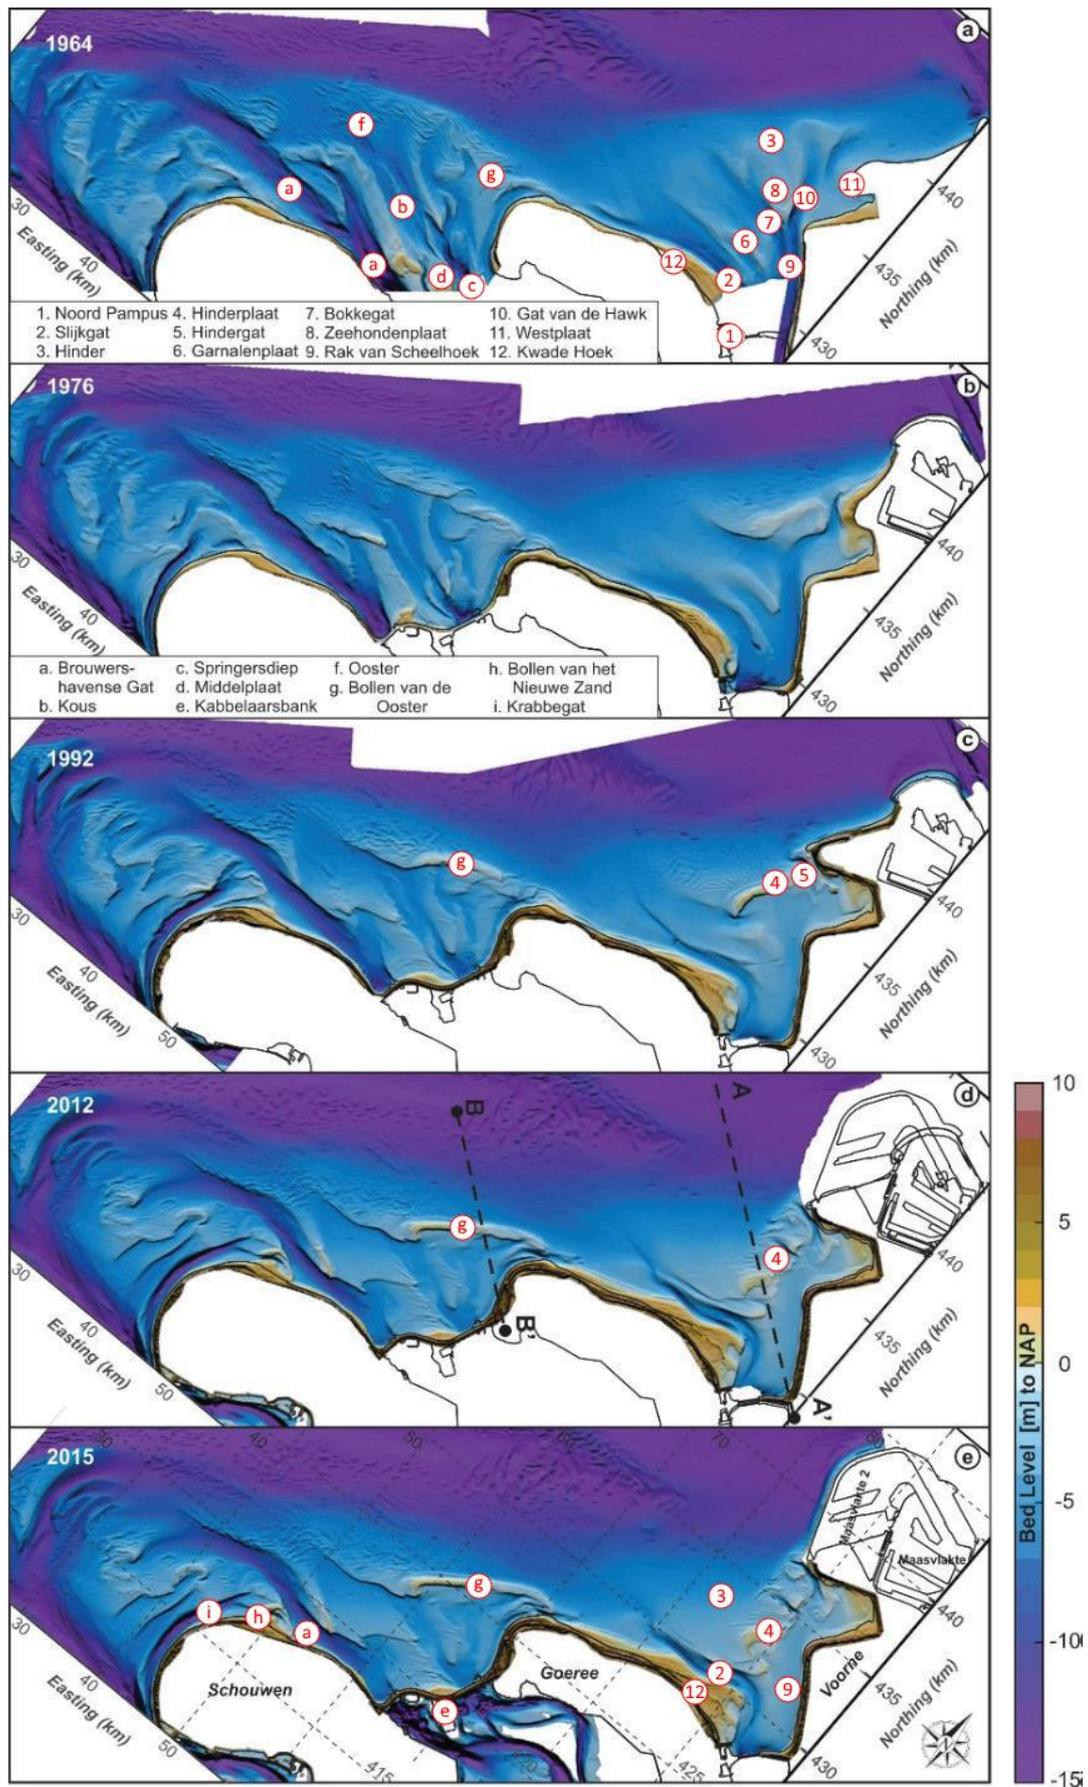 1964
a
f
3
g
a
8
10
11
b
7
6
12
a
d
c
2
9
1
30
40
Easting (km)
440
435
430
Northing (km)
1. Noord Pampus 4. Hinderplaat 7. Bokkegat 10. Gat van de Hawk
2. Slijkgat 5. Hindergat 8. Zeehondenplaat 11. Westplaat
3. Hinder 6. Garnalenplaat 9. Rak van Scheelhoek 12. Kwade Hoek
1976
b
30
40
Easting (km)
440
435
430
Northing (km)
a. Brouwers- c. Springersdiep f. Ooster h. Bollen van het
havense Gat d. Middelplaat g. Bollen van de Nieuwe Zand
b. Kous e. Kabbelaarsbank Ooster i. Krabbegat
1992
c
g
4
5
30
40
50
Easting (km)
440
435
430
Northing (km)
2012
d
B
A
g
4
B'
A'
30
40
50
Easting (km)
440
435
430
Northing (km)
2015
e
30
40
50
60
70
80
Maasvlakte 2
Maasvlakte
g
3
i
h
a
4
2
12
9
e
Schouwen
Goeree
Voorne
30
40
50
Easting (km)
415
420
425
430
435
440
Northing (km)
10
5
0
-5
-10
-15
Bed Level [m] to NAP